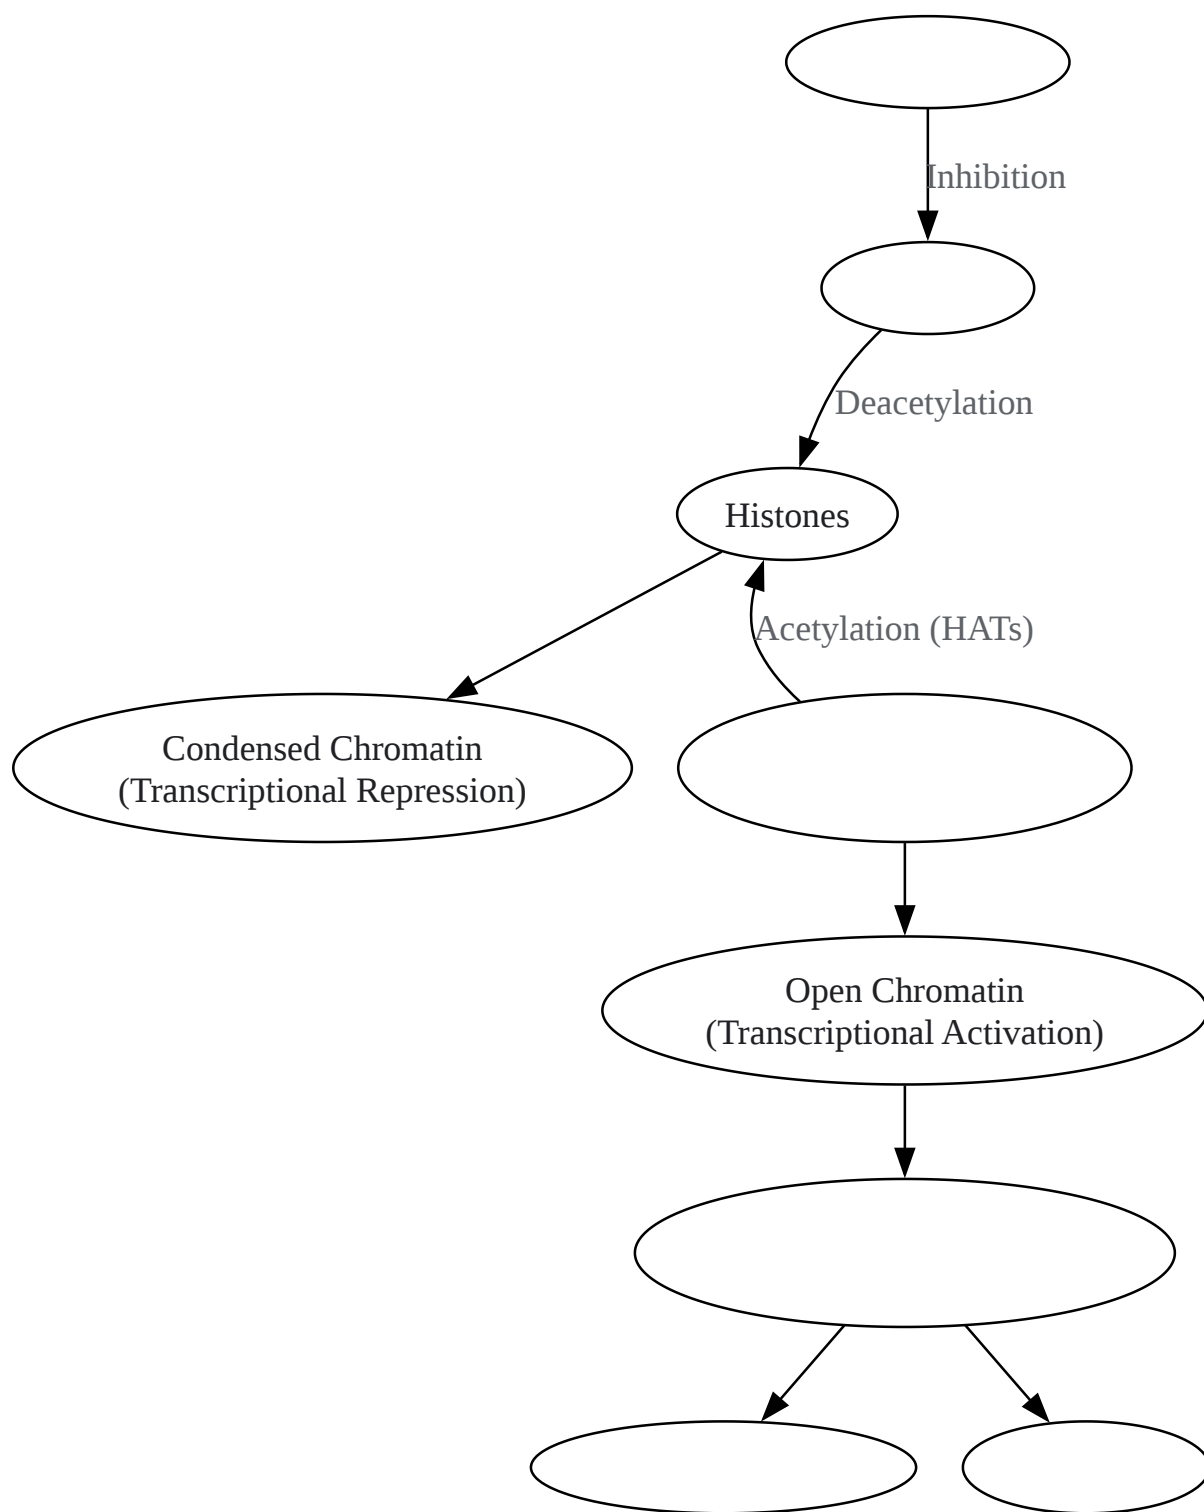 Inhibition
Deacetylation
Histones
Acetylation (HATs)
Condensed Chromatin
(Transcriptional Repression)
Open Chromatin
(Transcriptional Activation)